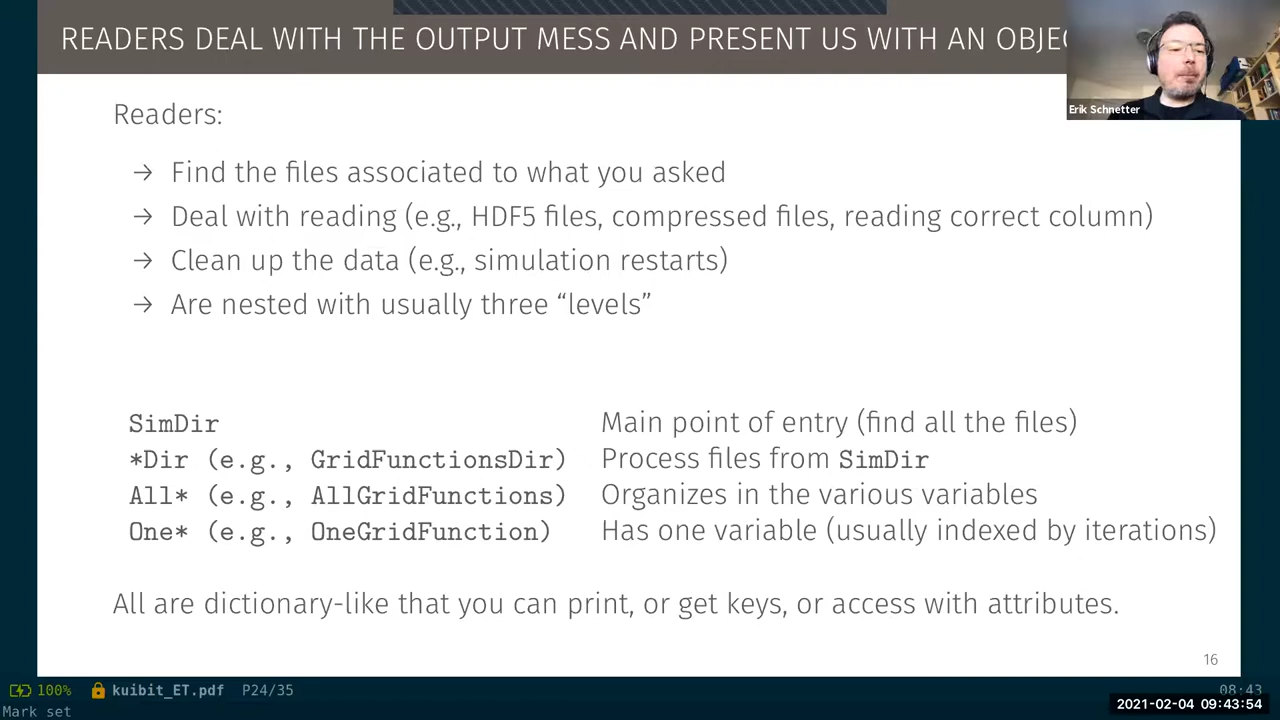 READERS DEAL WITH THE OUTPUT MESS AND PRESENT US WITH AN OBJEC
Erik Schnetter
Readers:
→ Find the files associated to what you asked
→ Deal with reading (e.g., HDF5 files, compressed files, reading correct column)
→ Clean up the data (e.g., simulation restarts)
→ Are nested with usually three “levels”
SimDir Main point of entry (find all the files)
*Dir (e.g., GridFunctionsDir) Process files from SimDir
All* (e.g., AllGridFunctions) Organizes in the various variables
One* (e.g., OneGridFunction) Has one variable (usually indexed by iterations)
All are dictionary-like that you can print, or get keys, or access with attributes.
16
100% kuibit_ET.pdf P24/35 08:43
Mark set 2021-02-04 09:43:54